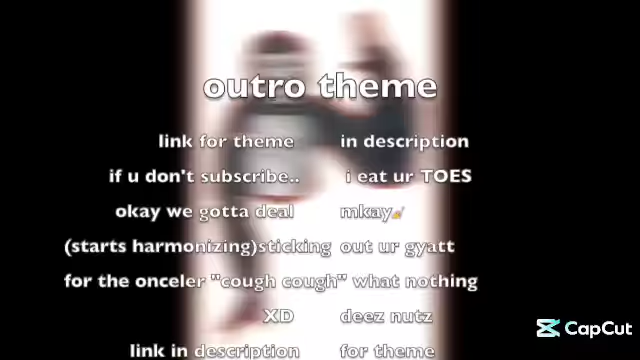 outro theme
link for theme in description
if u don't subscribe.. i eat ur TOES
okay we gotta deal mkay💅
(starts harmonizing)sticking out ur gyatt
for the onceler "cough cough" what nothing
XD deez nutz
link in description for theme
CapCut